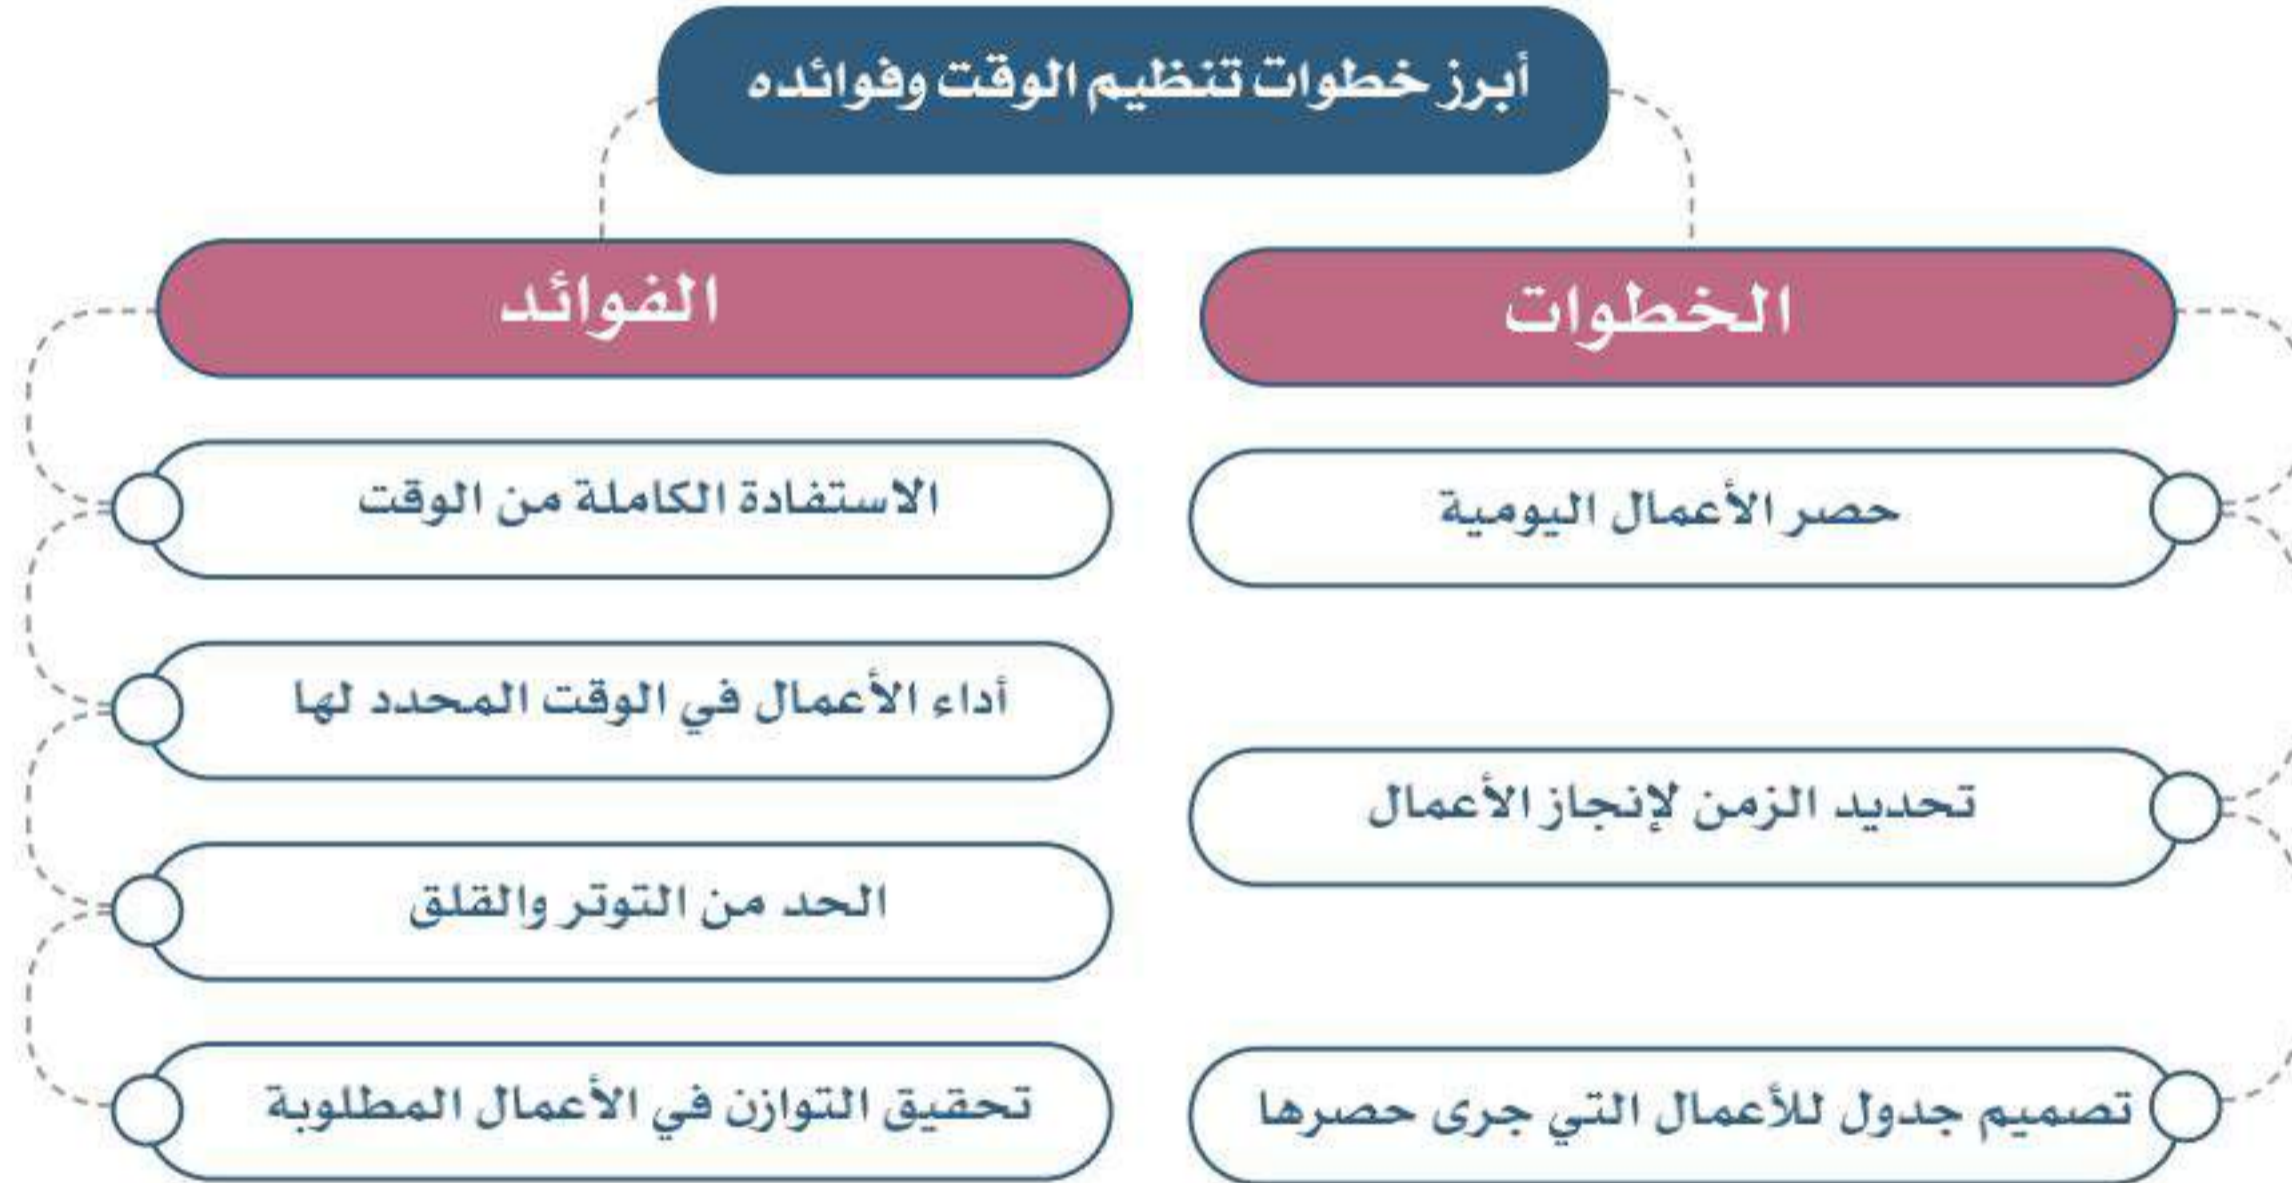 أبرز خطوات تنظيم الوقت وفوائده
الخطوات
حصر الأعمال اليومية
تحديد الزمن لإنجاز الأعمال
تصميم جدول للأعمال التي جرى حصرها
الفوائد
الاستفادة الكاملة من الوقت
أداء الأعمال في الوقت المحدد لها
الحد من التوتر والقلق
تحقيق التوازن في الأعمال المطلوبة